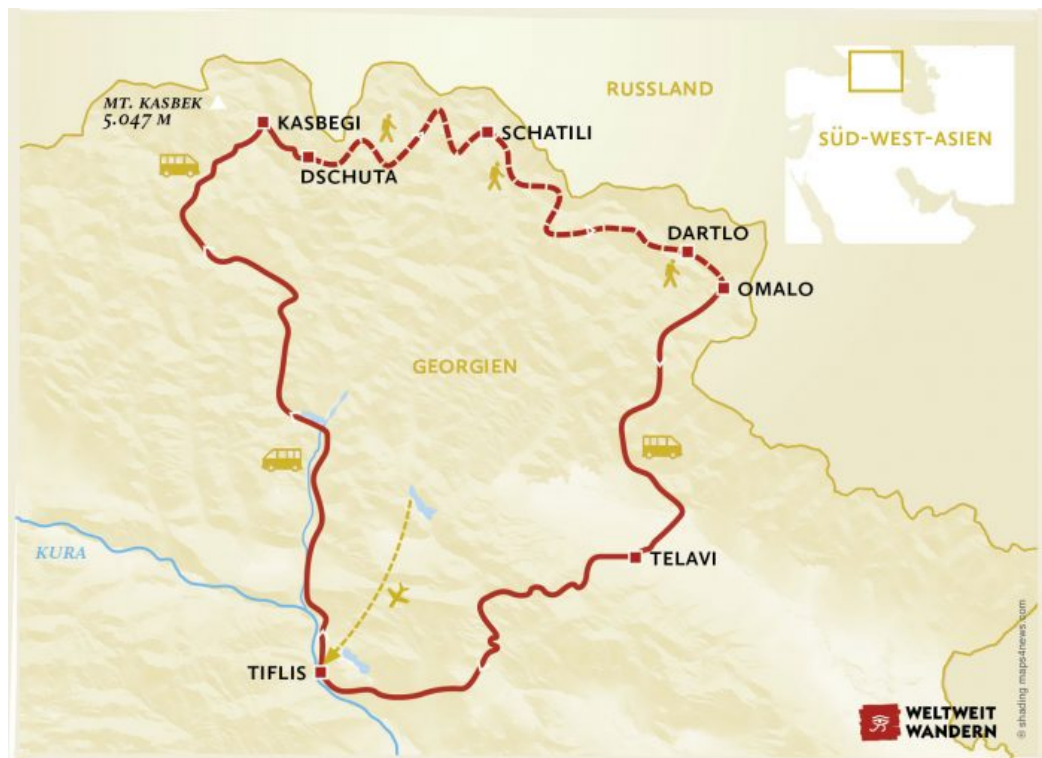 RUSSLAND
MT. KASBEK
5.047 M
KASBEGI
SCHATILI
SÜD-WEST-ASIEN
DSCHUTA
DARTLO
OMALO
GEORGIEN
KURA
TELAVI
TIFLIS
© shading maps4news.com
WELTWEIT
WANDERN